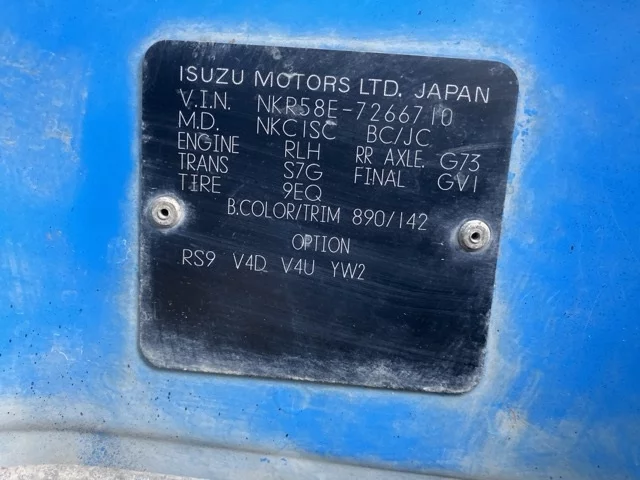 ISUZU MOTORS LTD. JAPAN
V.I.N. NKR58E-7266710
M.D. NKC1SC BC/JC
ENGINE RLH RR AXLE. G73
TRANS S7G FINAL GV1
TIRE 9EQ
B.COLOR/TRIM 890/142
OPTION
RS9 V4D V4U YW2